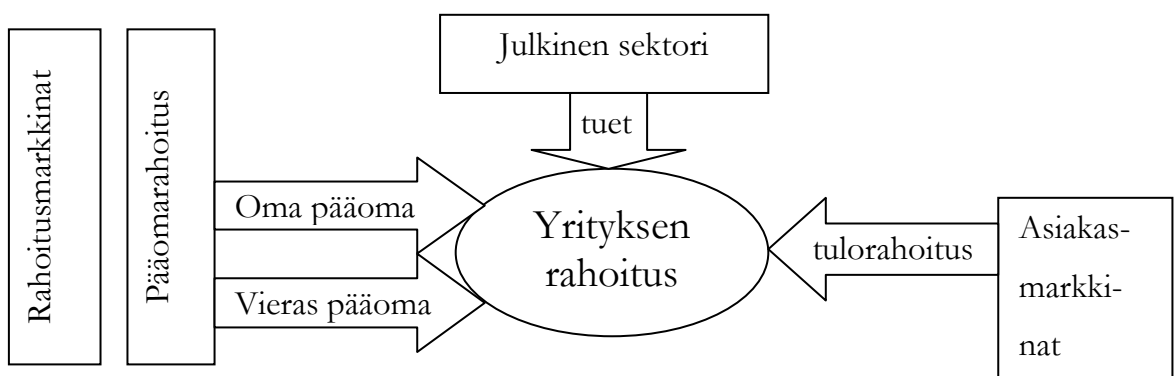 Rahoitusmarkkinat
Pääomarahoitus
Julkinen sektori
tuet
Oma pääoma
Vieras pääoma
Yrityksen
rahoitus
tulorahoitus
Asiakas-
markki-
nat